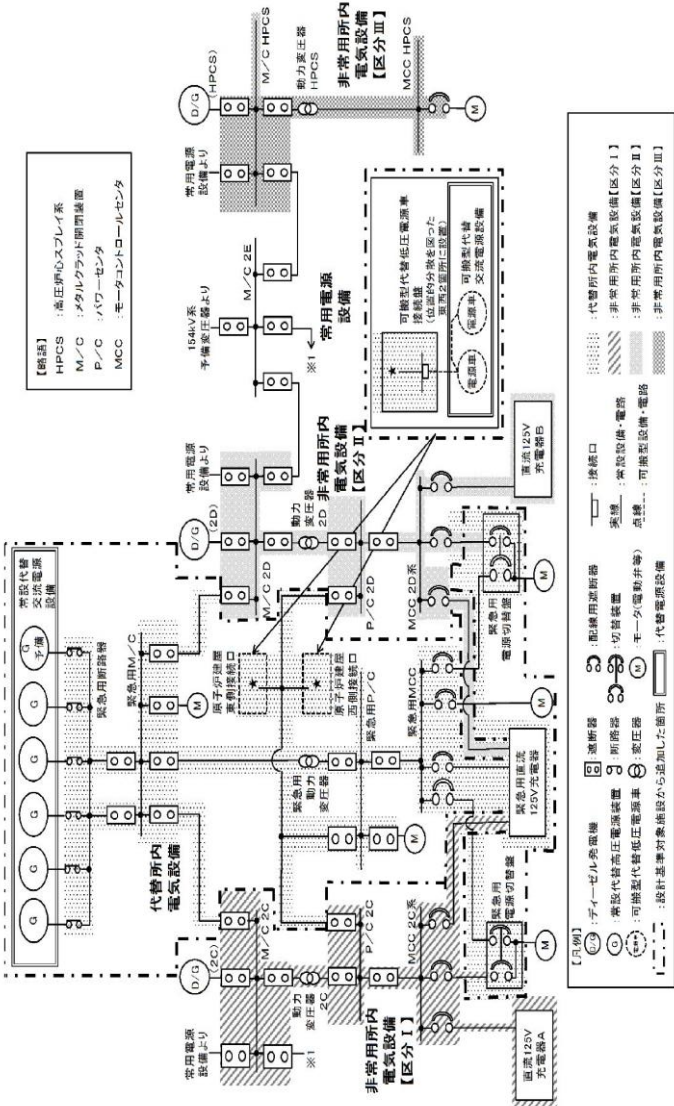 【略語】
HPCS :高圧炉心スプレイ系
M/C :メタルクラッド開閉装置
P/C :パワーセンタ
MCC :モータコントロールセンタ
常設代替
交流電源
設備
G
予備
G
G
G
G
G
緊急用断路器
緊急用M/C
代替所内
電気設備
M
緊急用
動力
変圧器
緊急用P/C
M
緊急用MCC
M
緊急用直流
125V充電器
原子炉建屋
東側接続口
原子炉建屋
西側接続口
D/G
(2C)
常用電源
設備より
M/C 2C
※1
動力
変圧器
2C
P/C 2C
非常用所内
電気設備
【区分Ⅰ】
MCC 2C系
緊急用
電源切替盤
M
直流125V
充電器A
D/G
(2D)
常用電源
設備より
M/C 2D
動力
変圧器
2D
P/C 2D
非常用所内
電気設備
【区分Ⅱ】
MCC 2D系
緊急用
電源切替盤
M
直流125V
充電器B
154kV系
予備変圧器より
M/C 2E
※1
常用電源
設備
D/G
(HPCS)
常用電源
設備より
M/C HPCS
動力変圧器
HPCS
非常用所内
電気設備
【区分Ⅲ】
MCC HPCS
M
可搬型代替低圧電源車
接続盤
(位置的分散を図った
東西2箇所に設置)
可搬型代替
交流電源設備
電源車
電源車
【凡例】
D/G :ディーゼル発電機
G :常設代替高圧電源装置
電源車 :可搬型代替低圧電源車
:遮断器
:断路器
:変圧器
:配線用遮断器
:切替装置
M :モータ(電動弁等)
:接続口
実線 :常設設備・電路
点線 :可搬型設備・電路
:設計基準対象施設から追加した箇所
:代替電源設備
:代替所内電気設備
:非常用所内電気設備【区分Ⅰ】
:非常用所内電気設備【区分Ⅱ】
:非常用所内電気設備【区分Ⅲ】